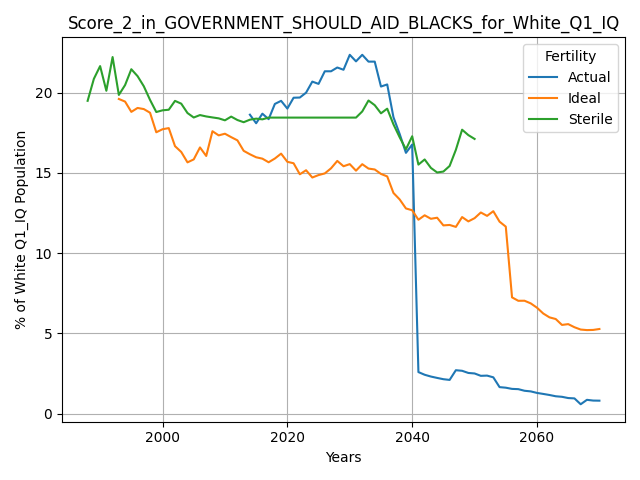 Score_2_in_GOVERNMENT_SHOULD_AID_BLACKS_for_White_Q1_IQ
Fertility
Actual
Ideal
Sterile
% of White Q1_IQ Population
20
15
10
5
0
2000
2020
2040
2060
Years